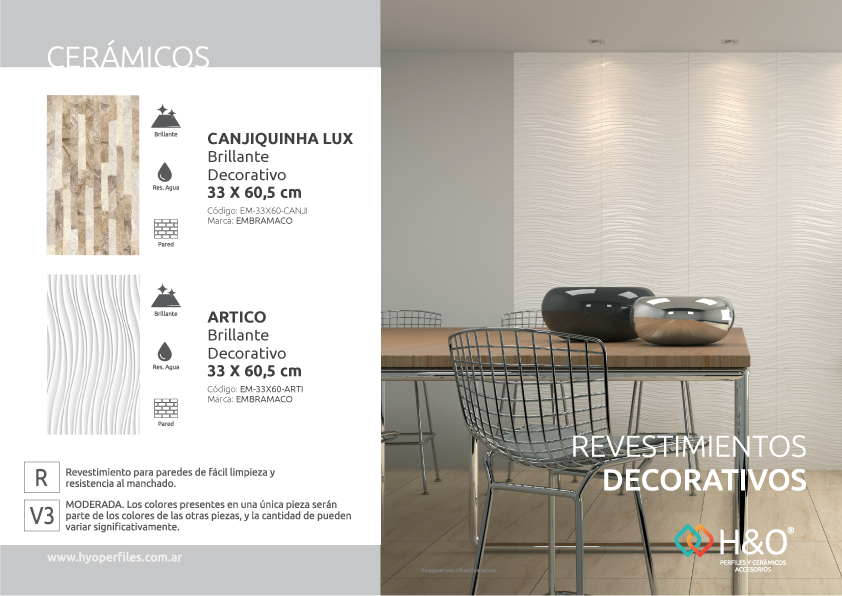 CERÁMICOS
Brillante
Res. Agua
Pared
CANJIQUINHA LUX
Brillante
Decorativo
33 X 60,5 cm
Código: EM-33X60-CANJI
Marca: EMBRAMACO
Brillante
Res. Agua
Pared
ARTICO
Brillante
Decorativo
33 X 60,5 cm
Código: EM-33X60-ARTI
Marca: EMBRAMACO
R
Revestimiento para paredes de fácil limpieza y
resistencia al manchado.
V3
MODERADA. Los colores presentes en una única pieza serán
parte de los colores de las otras piezas, y la cantidad de pueden
variar significativamente.
www.hyoperfiles.com.ar
REVESTIMIENTOS
DECORATIVOS
H&O®
PERFILES Y CERÁMICOS
ACCESORIOS